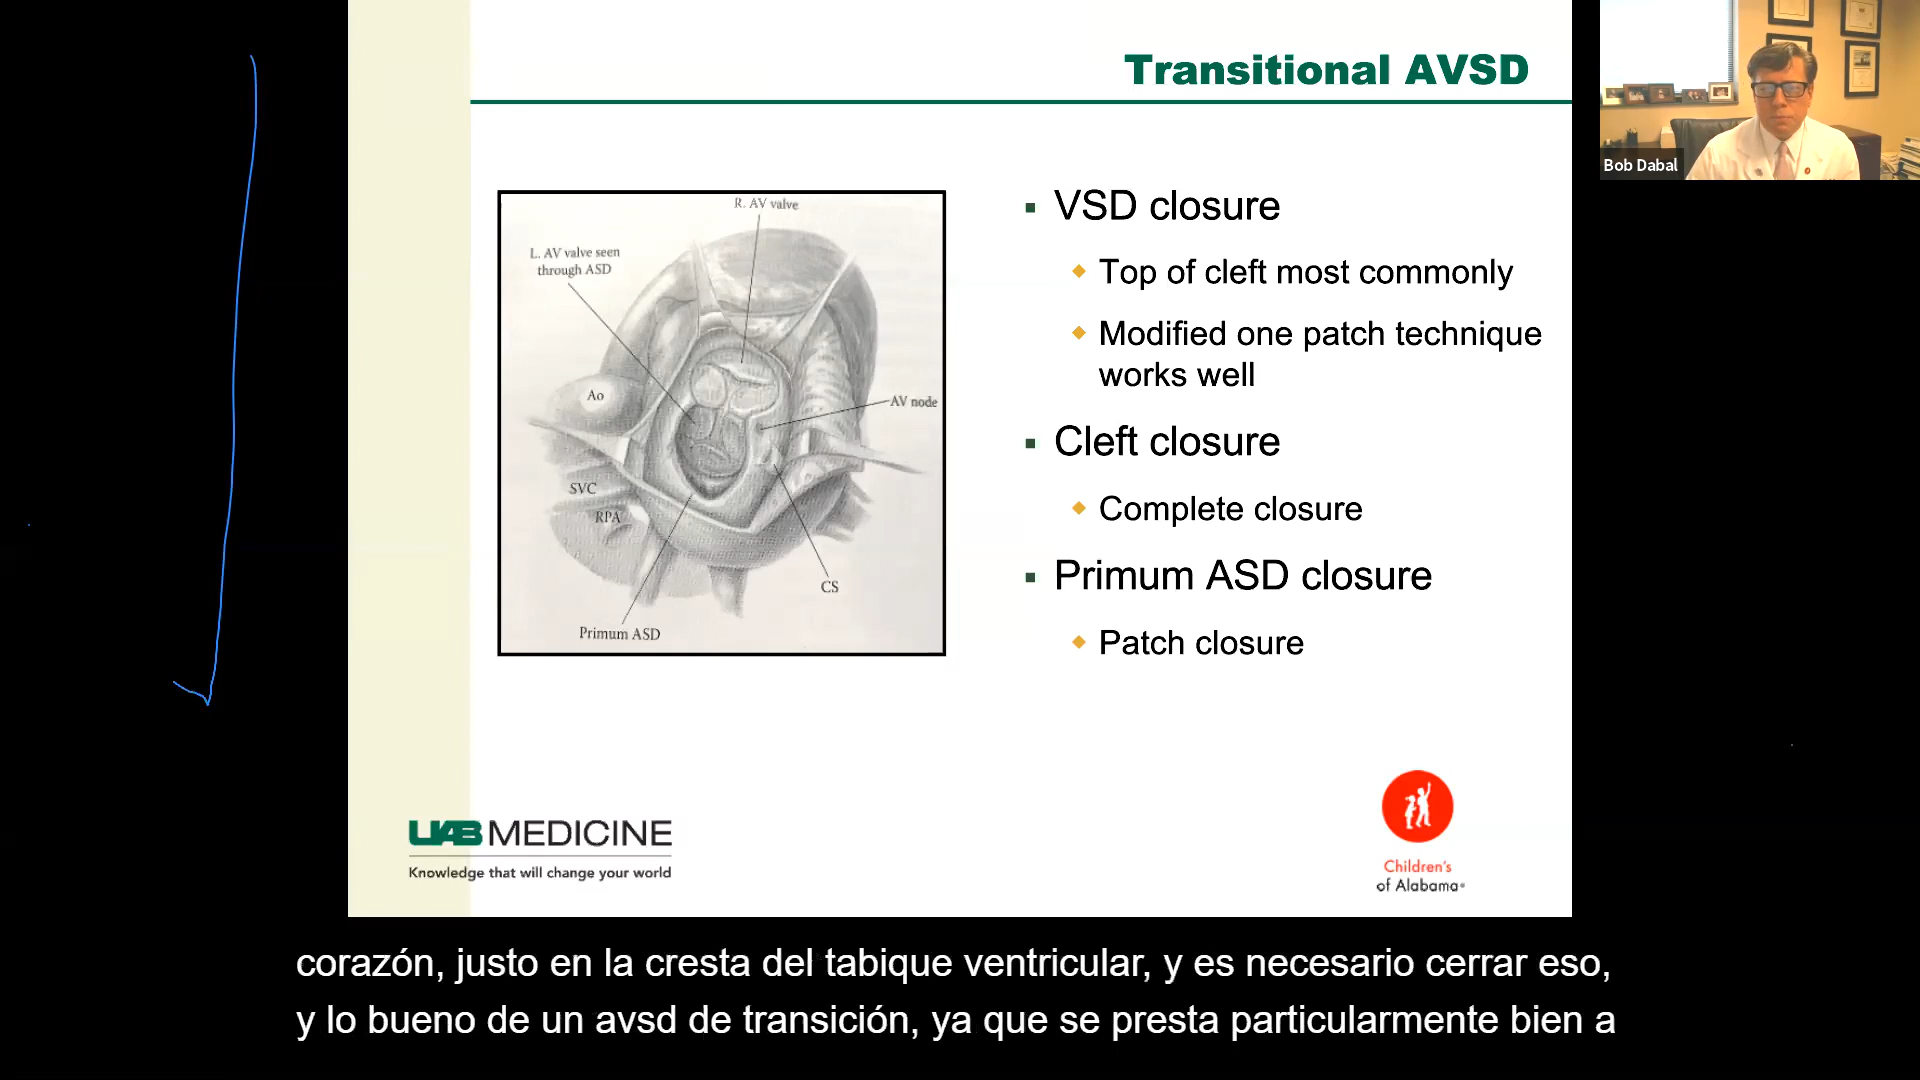 Transitional AVSD
Bob Dabal
R. AV valve
L. AV valve seen
through ASD
Ao
AV node
SVC
RPA
CS
Primum ASD
VSD closure
Top of cleft most commonly
Modified one patch technique
works well
Cleft closure
Complete closure
Primum ASD closure
Patch closure
UAB MEDICINE
Knowledge that will change your world
Children's
of Alabama®
corazón, justo en la cresta del tabique ventricular, y es necesario cerrar eso,
y lo bueno de un avsd de transición, ya que se presta particularmente bien a